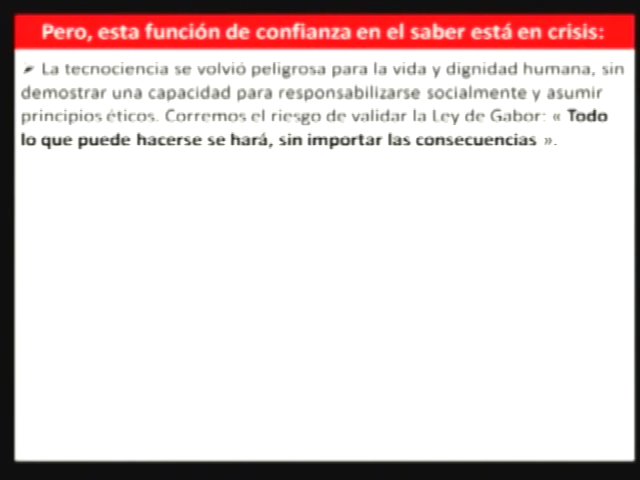 Pero, esta función de confianza en el saber está en crisis:
➢ La tecnociencia se volvió peligrosa para la vida y dignidad humana, sin
demostrar una capacidad para responsabilizarse socialmente y asumir
principios éticos. Corremos el riesgo de validar la Ley de Gabor: « Todo
lo que puede hacerse se hará, sin importar las consecuencias ».